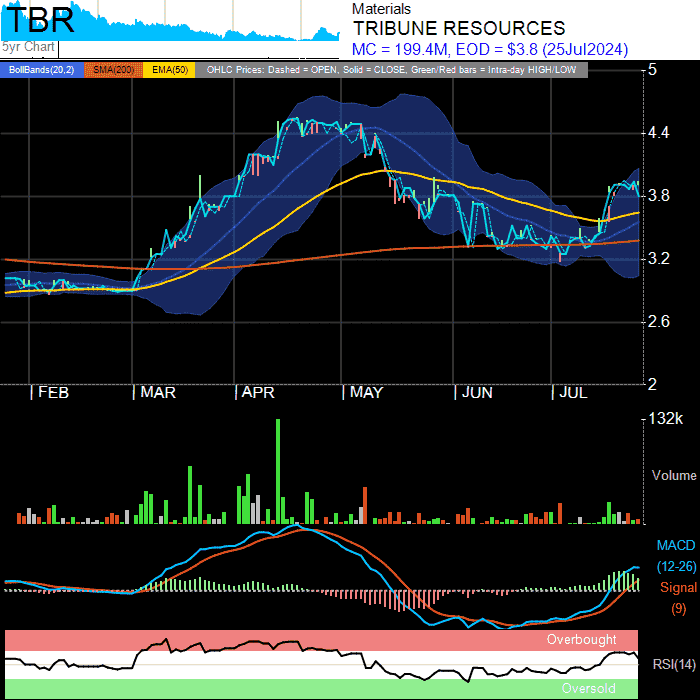 TBR
5yr Chart
Materials
TRIBUNE RESOURCES
MC = 199.4M, EOD = $3.8 (25Jul2024)
BollBands(20,2) SMA(200) EMA(50) OHLC Prices: Dashed = OPEN, Solid = CLOSE, Green/Red bars = Intra-day HIGH/LOW
5
4.4
3.8
3.2
2.6
2
FEB MAR APR MAY JUN JUL
132k
Volume
MACD
(12-26)
Signal
(9)
Overbought
RSI(14)
Oversold